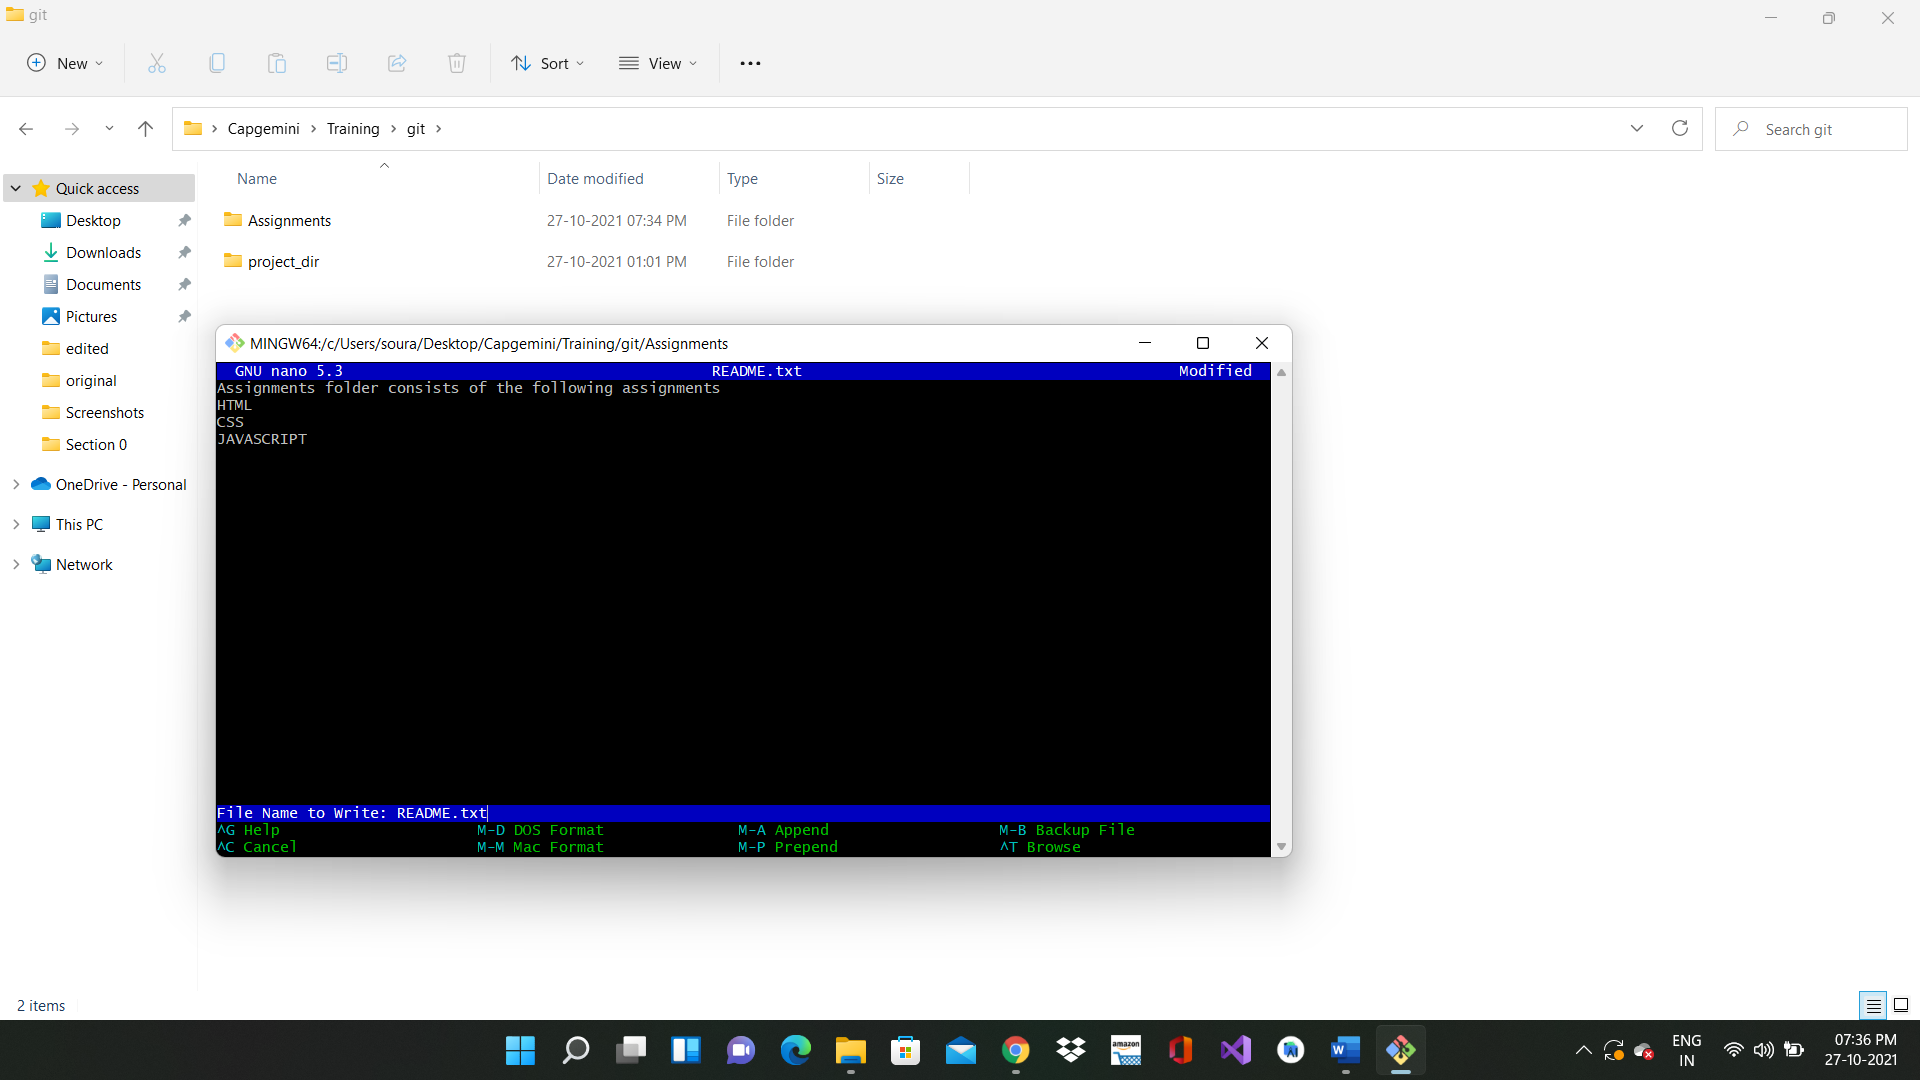 git
New
Sort
View
Capgemini
Training
git
Search git
Name
Date modified
Type
Size
Quick access
Desktop
Downloads
Documents
Pictures
edited
original
Screenshots
Section 0
OneDrive - Personal
This PC
Network
Assignments 27-10-2021 07:34 PM File folder
project_dir 27-10-2021 01:01 PM File folder
MINGW64:/c/Users/soura/Desktop/Capgemini/Training/git/Assignments
GNU nano 5.3 README.txt Modified
Assignments folder consists of the following assignments
HTML
CSS
JAVASCRIPT
File Name to Write: README.txt
^G Help M-D DOS Format M-A Append M-B Backup File
^C Cancel M-M Mac Format M-P Prepend ^T Browse
2 items
amazon
W
ENG
IN
07:36 PM
27-10-2021